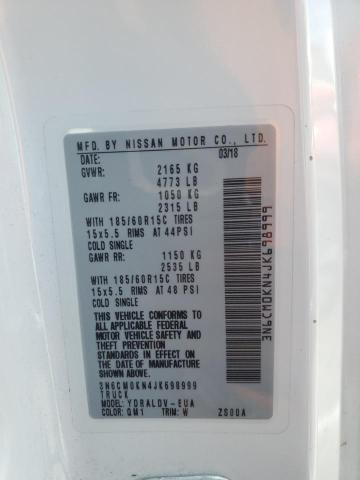 MFD. BY NISSAN MOTOR CO., LTD.
DATE: 03/18
GVWR: 2165 KG
4773 LB
GAWR FR: 1050 KG
2315 LB
WITH 185/60R15C TIRES
15x5.5 RIMS AT 44PSI
COLD SINGLE
GAWR RR: 1150 KG
2535 LB
WITH 185/60R15C TIRES
15x5.5 RIMS AT 48 PSI
COLD SINGLE
THIS VEHICLE CONFORMS TO
ALL APPLICABLE FEDERAL
MOTOR VEHICLE SAFETY AND
THEFT PREVENTION
STANDARDS IN EFFECT ON
THE DATE OF MANUFACTURE
SHOWN ABOVE.
3N6CM0KN4JK698999
TRUCK
MODEL: YDRALDV-EUA
COLOR: QM1 TRIM: W ZS00A
3N6CM0KN4JK698999